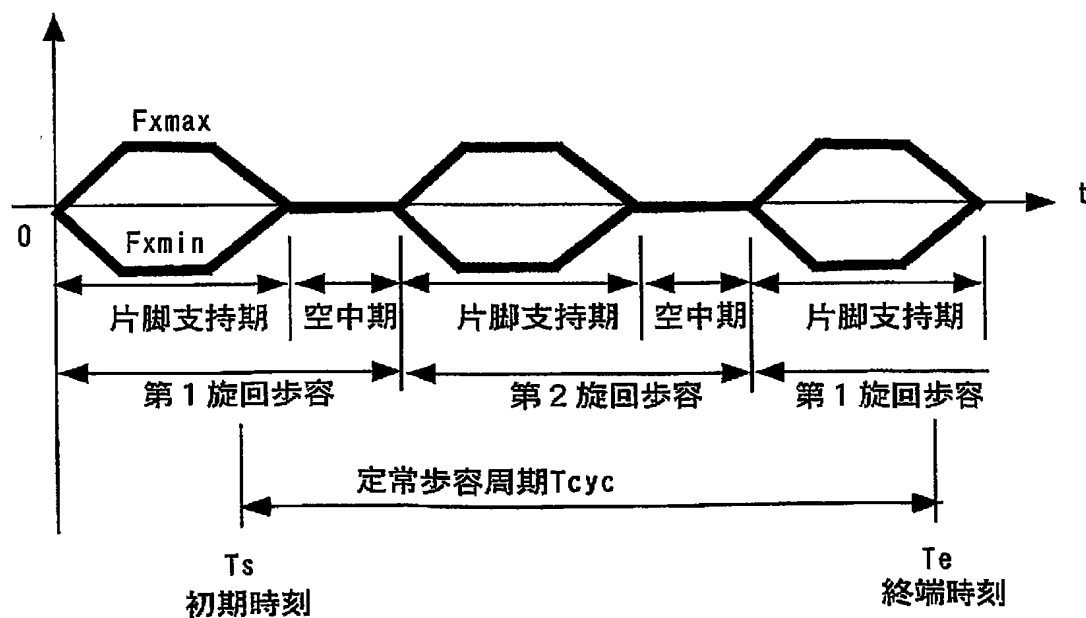 Fxmax
t
0
Fxmin
片脚支持期 空中期 片脚支持期 空中期 片脚支持期
第1旋回歩容 第2旋回歩容 第1旋回歩容
定常歩容周期Tcyc
Ts
初期時刻
Te
終端時刻